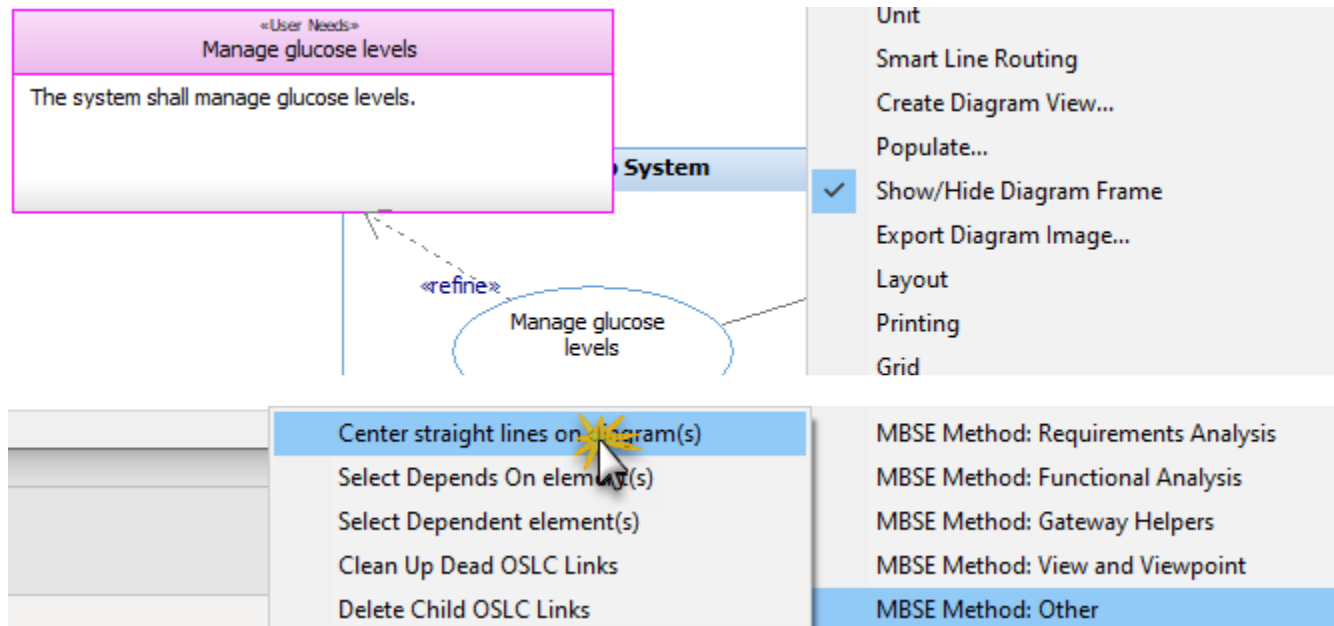 «User Needs»
Manage glucose levels
The system shall manage glucose levels.
System
«refine»
Manage glucose
levels
Unit
Smart Line Routing
Create Diagram View...
Populate...
Show/Hide Diagram Frame
Export Diagram Image...
Layout
Printing
Grid
Center straight lines on diagram(s)
Select Depends On element(s)
Select Dependent element(s)
Clean Up Dead OSLC Links
Delete Child OSLC Links
MBSE Method: Requirements Analysis
MBSE Method: Functional Analysis
MBSE Method: Gateway Helpers
MBSE Method: View and Viewpoint
MBSE Method: Other